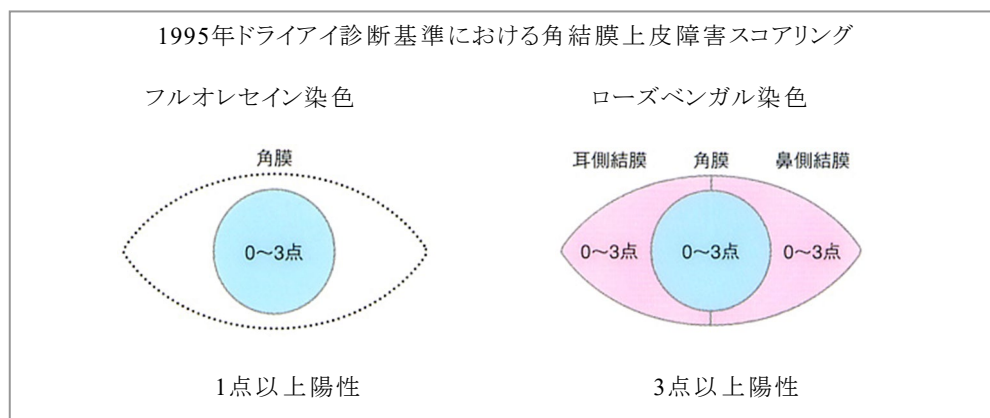 1995年ドライアイ診断基準における角結膜上皮障害スコアリング
フルオレセイン染色 ローズベンガル染色
角膜 耳側結膜 角膜 鼻側結膜
0〜3点 0〜3点 0〜3点 0〜3点
1点以上陽性 3点以上陽性